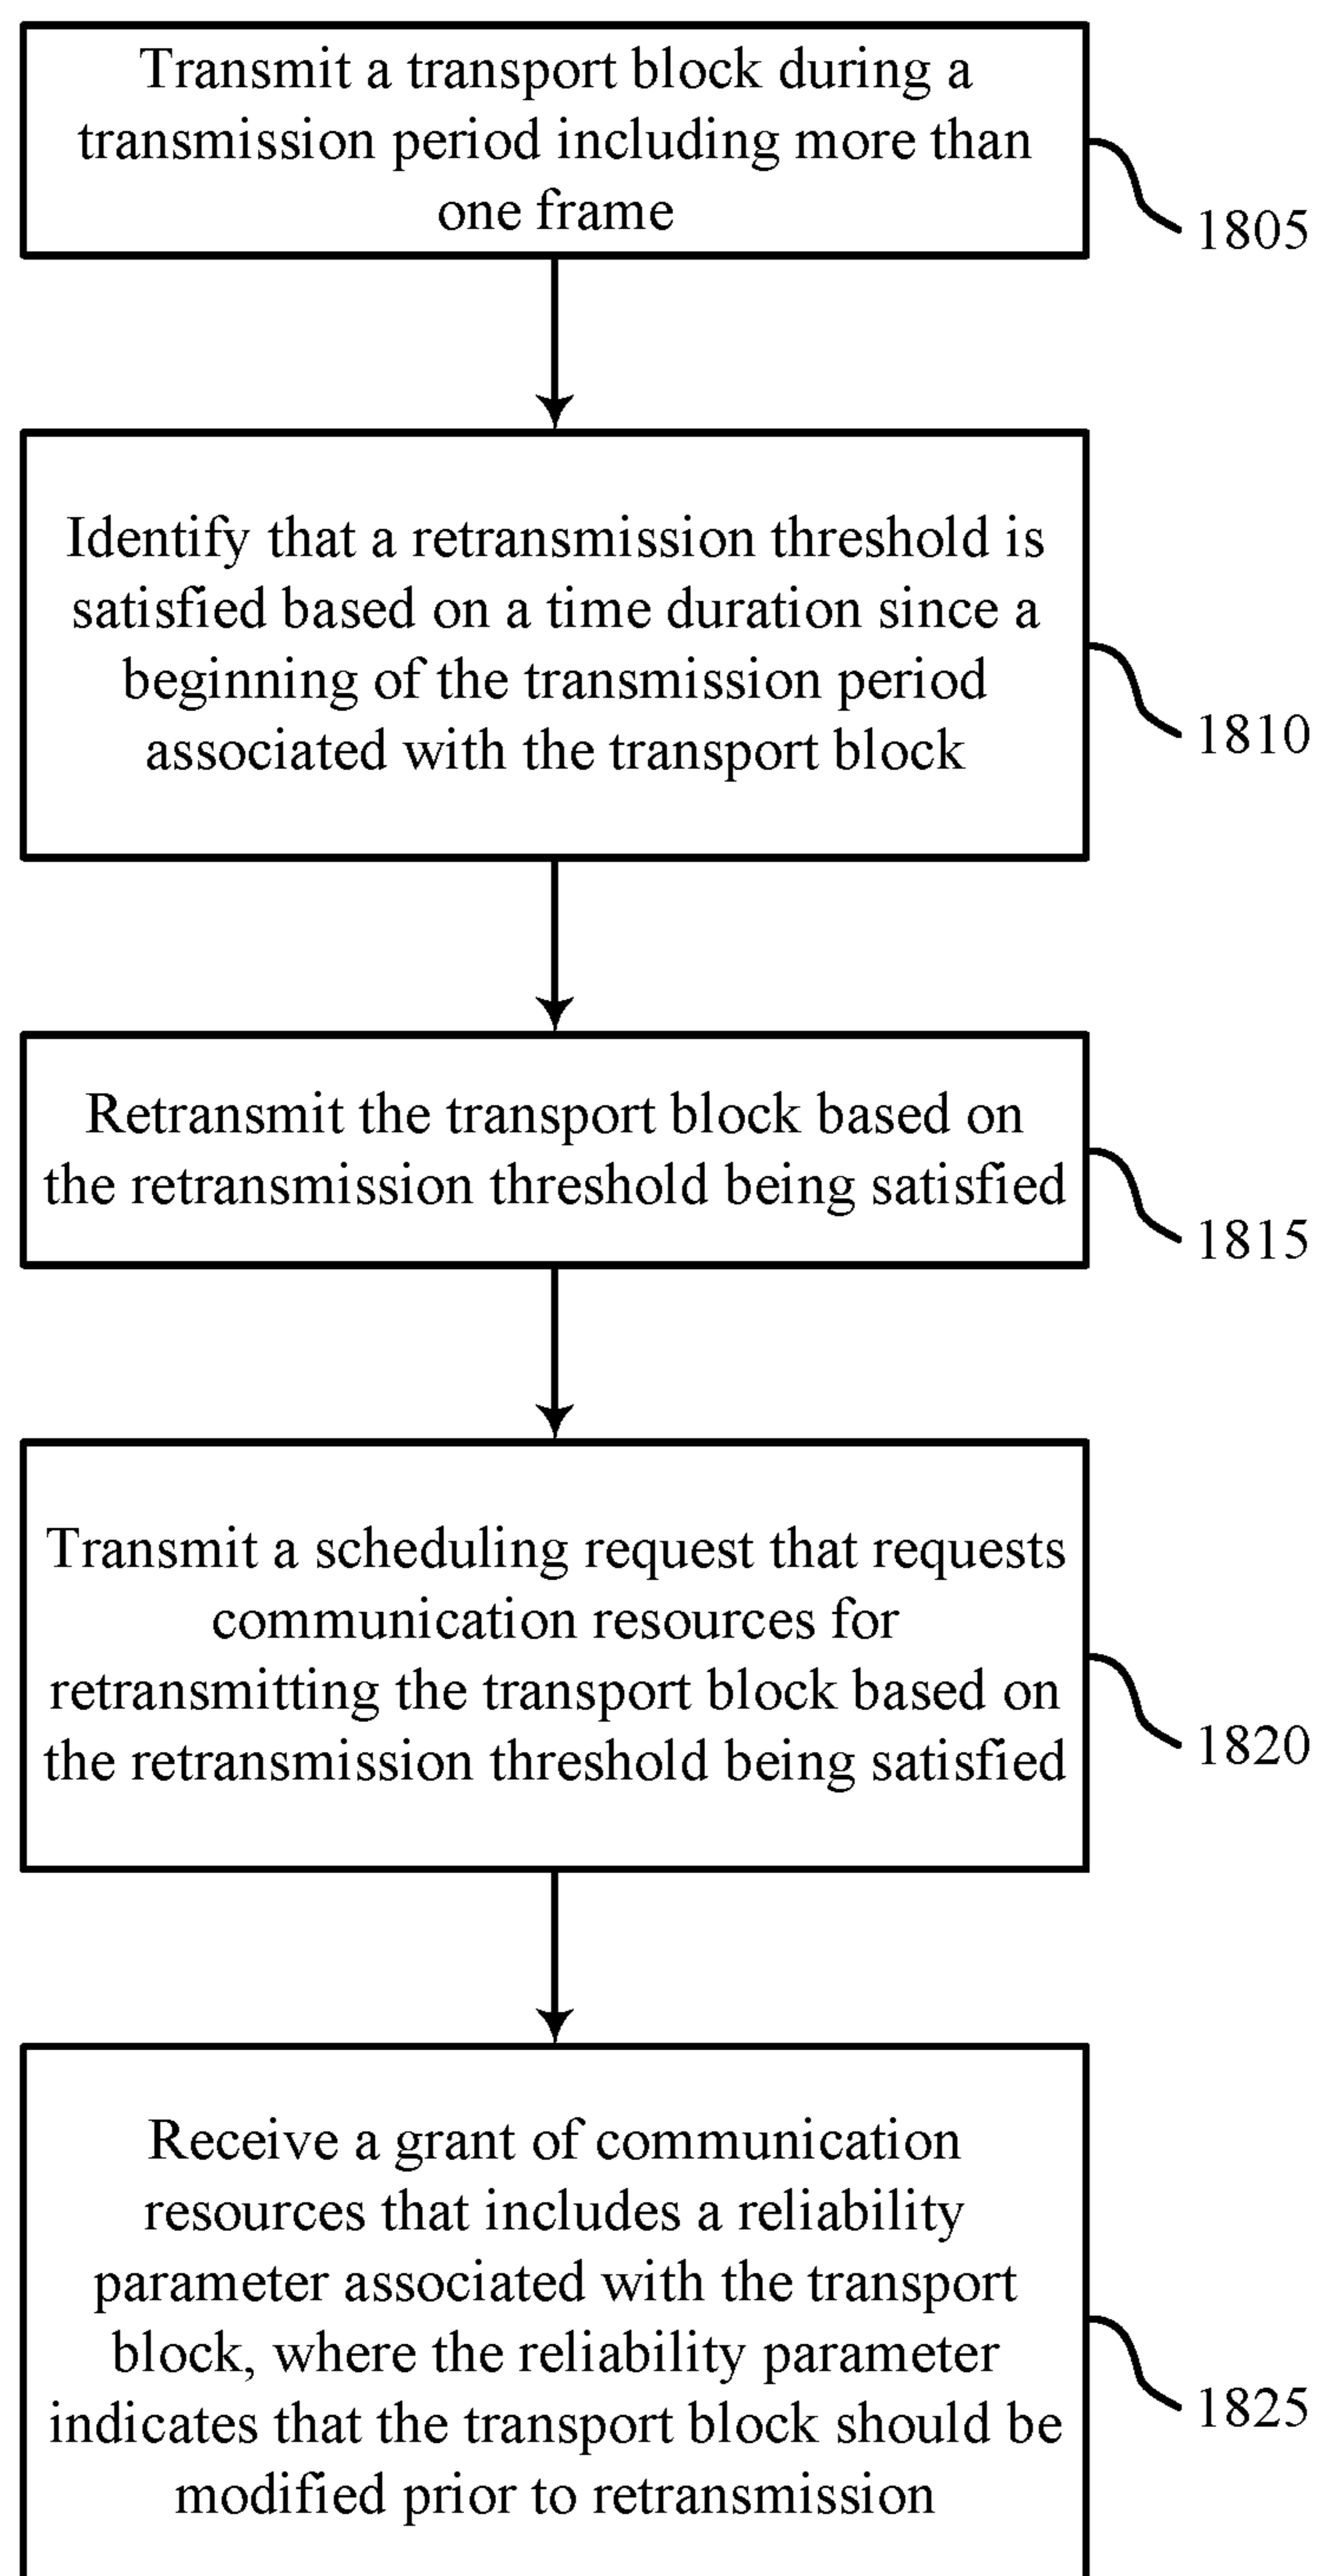 Transmit a transport block during a
transmission period including more than
one frame
1805
Identify that a retransmission threshold is
satisfied based on a time duration since a
beginning of the transmission period
associated with the transport block
1810
Retransmit the transport block based on
the retransmission threshold being satisfied
1815
Transmit a scheduling request that requests
communication resources for
retransmitting the transport block based on
the retransmission threshold being satisfied
1820
Receive a grant of communication
resources that includes a reliability
parameter associated with the transport
block, where the reliability parameter
indicates that the transport block should be
modified prior to retransmission
1825